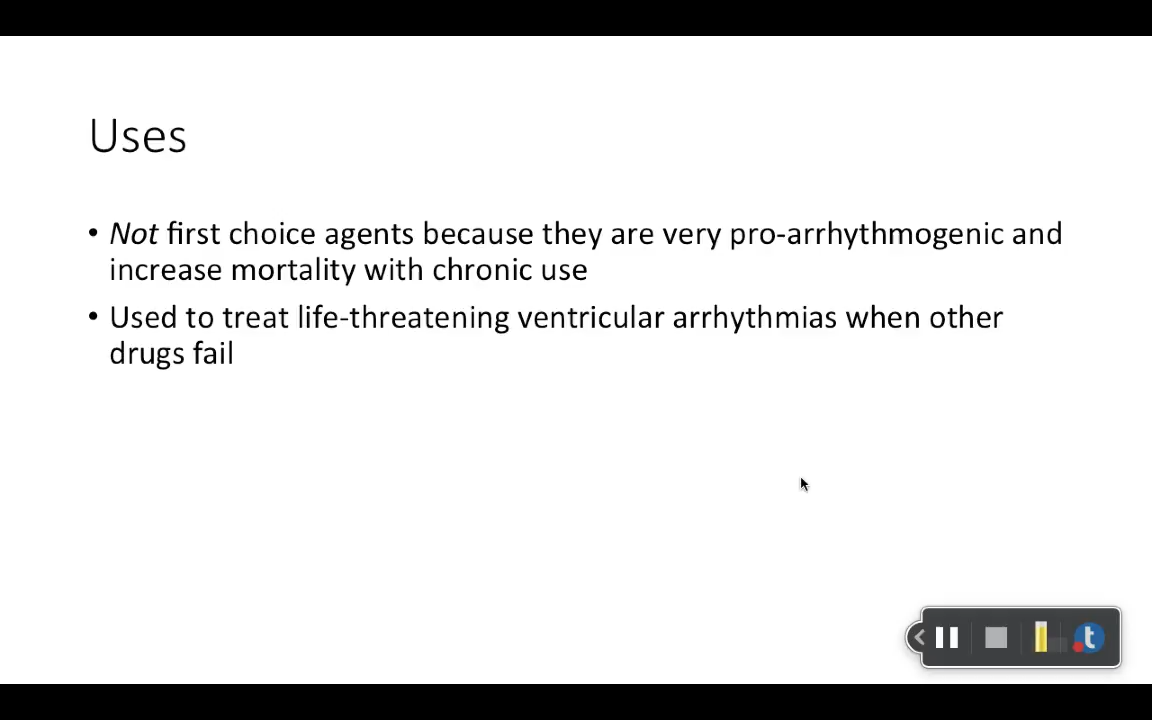 Uses
• Not first choice agents because they are very pro-arrhythmogenic and
increase mortality with chronic use
• Used to treat life-threatening ventricular arrhythmias when other
drugs fail
t